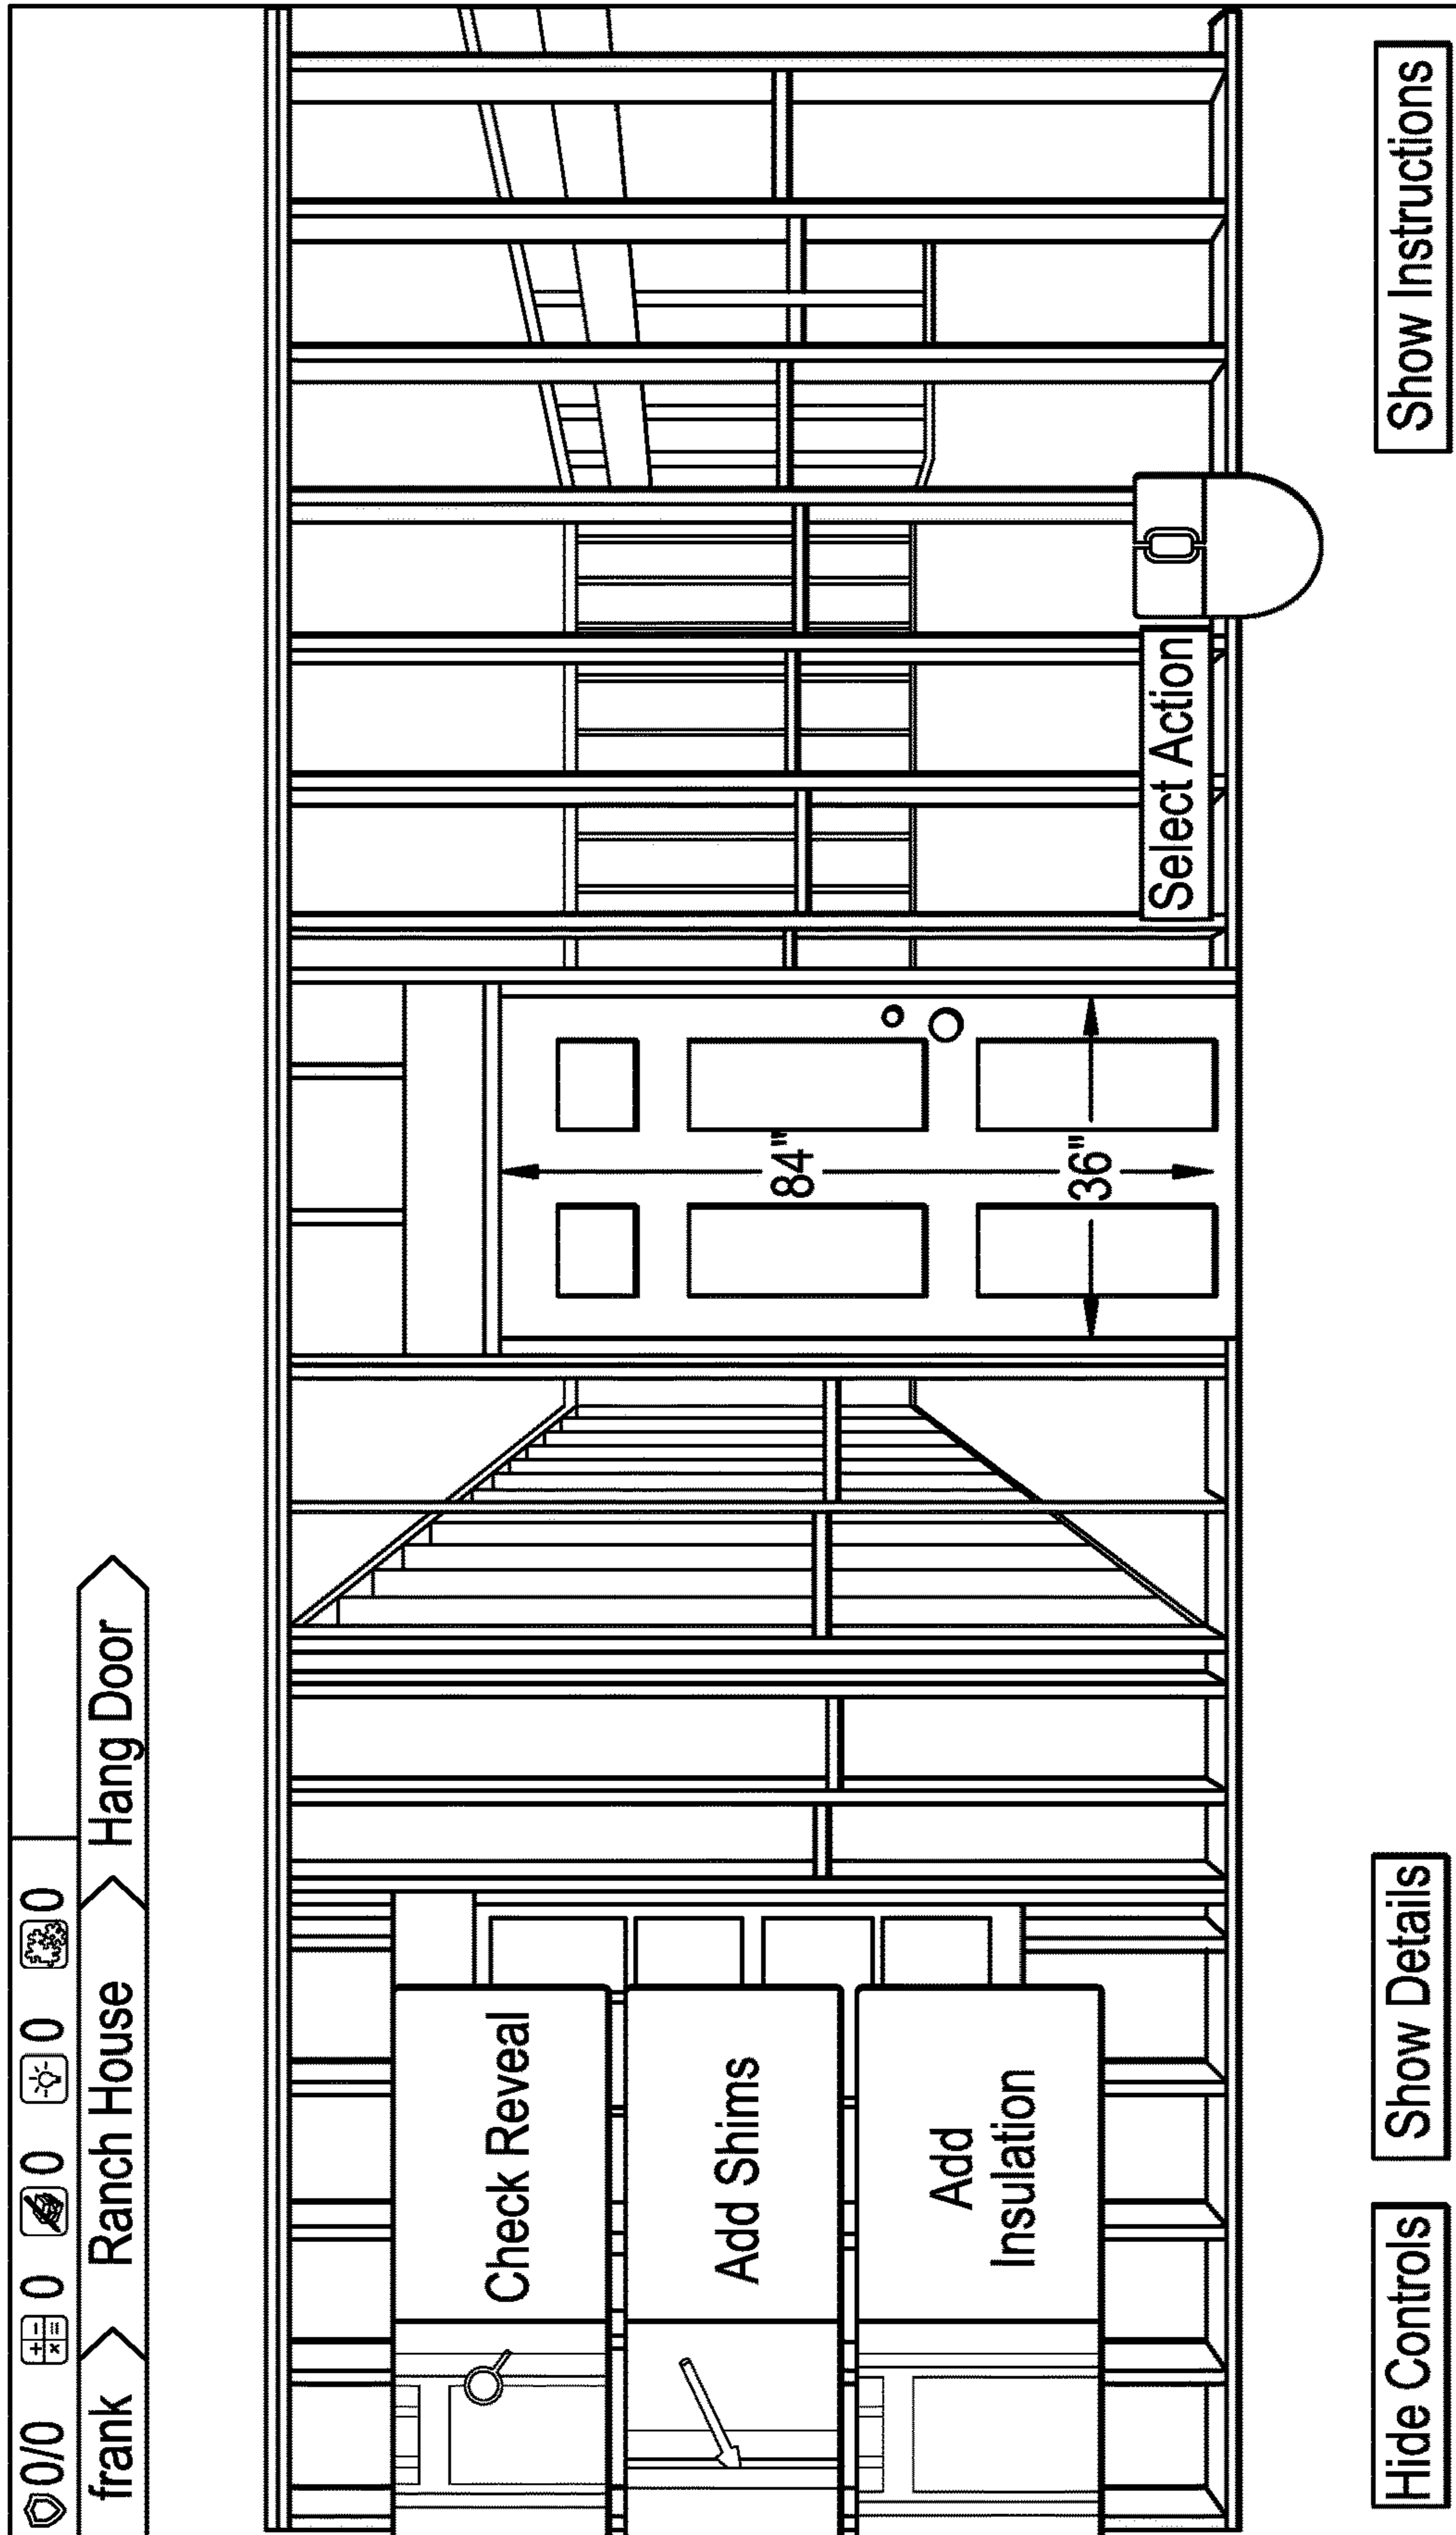 0/0 0 0 0 0
frank Ranch House Hang Door
Check Reveal
Add Shims
Add
Insulation
84"
36"
Select Action
Hide Controls Show Details Show Instructions